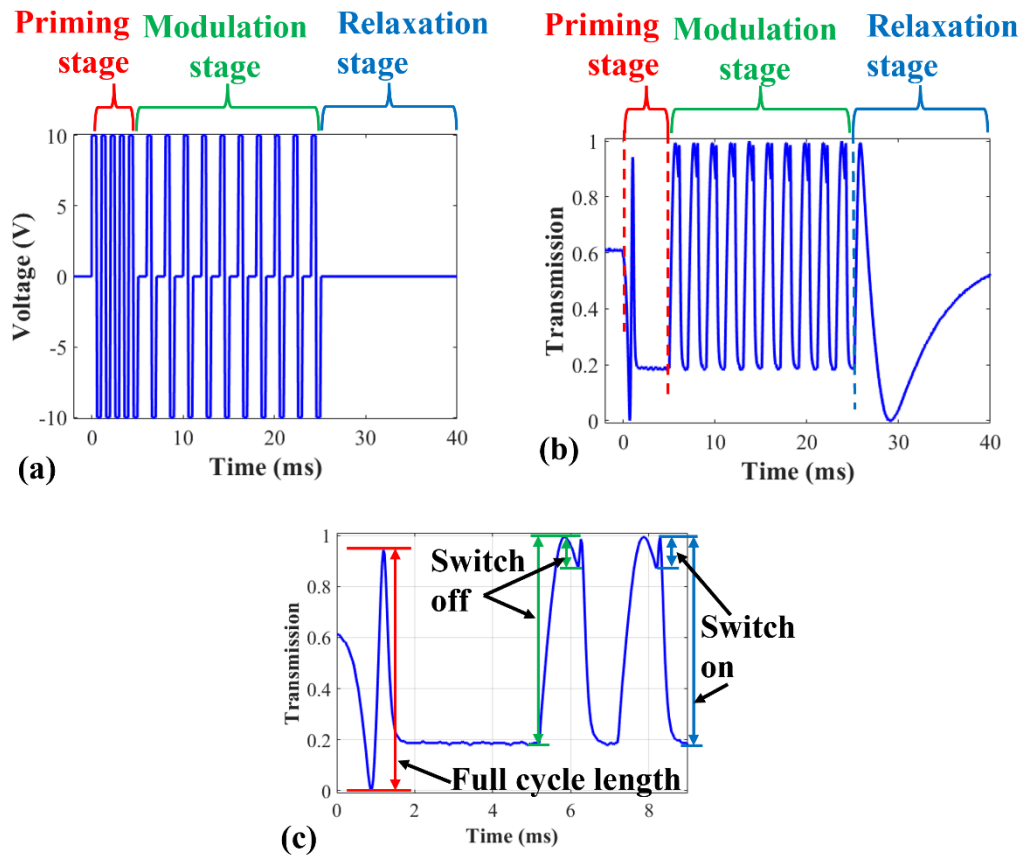 Priming
stage
Modulation
stage
Relaxation
stage
10
5
0
-5
-10
Voltage (V)
0
10
20
30
40
Time (ms)
(a)
Priming
stage
Modulation
stage
Relaxation
stage
1
0.8
0.6
0.4
0.2
0
Transmission
0
10
20
30
40
Time (ms)
(b)
1
0.8
0.6
0.4
0.2
0
Transmission
Switch
off
Switch
on
Full cycle length
0
2
4
6
8
Time (ms)
(c)